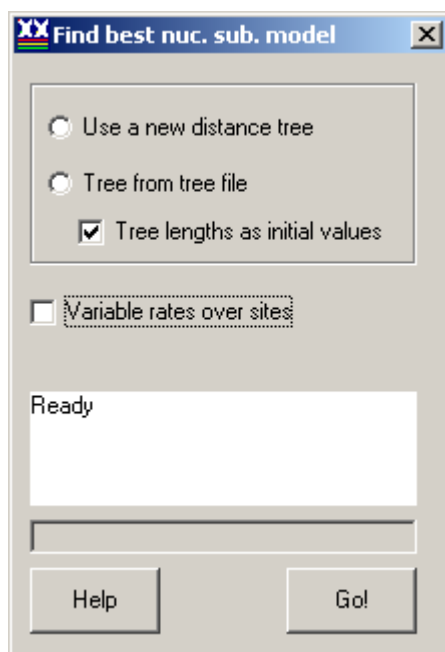 XX Find best nuc. sub. model
Use a new distance tree
Tree from tree file
Tree lengths as initial values
Variable rates over sites
Ready
Help Go!